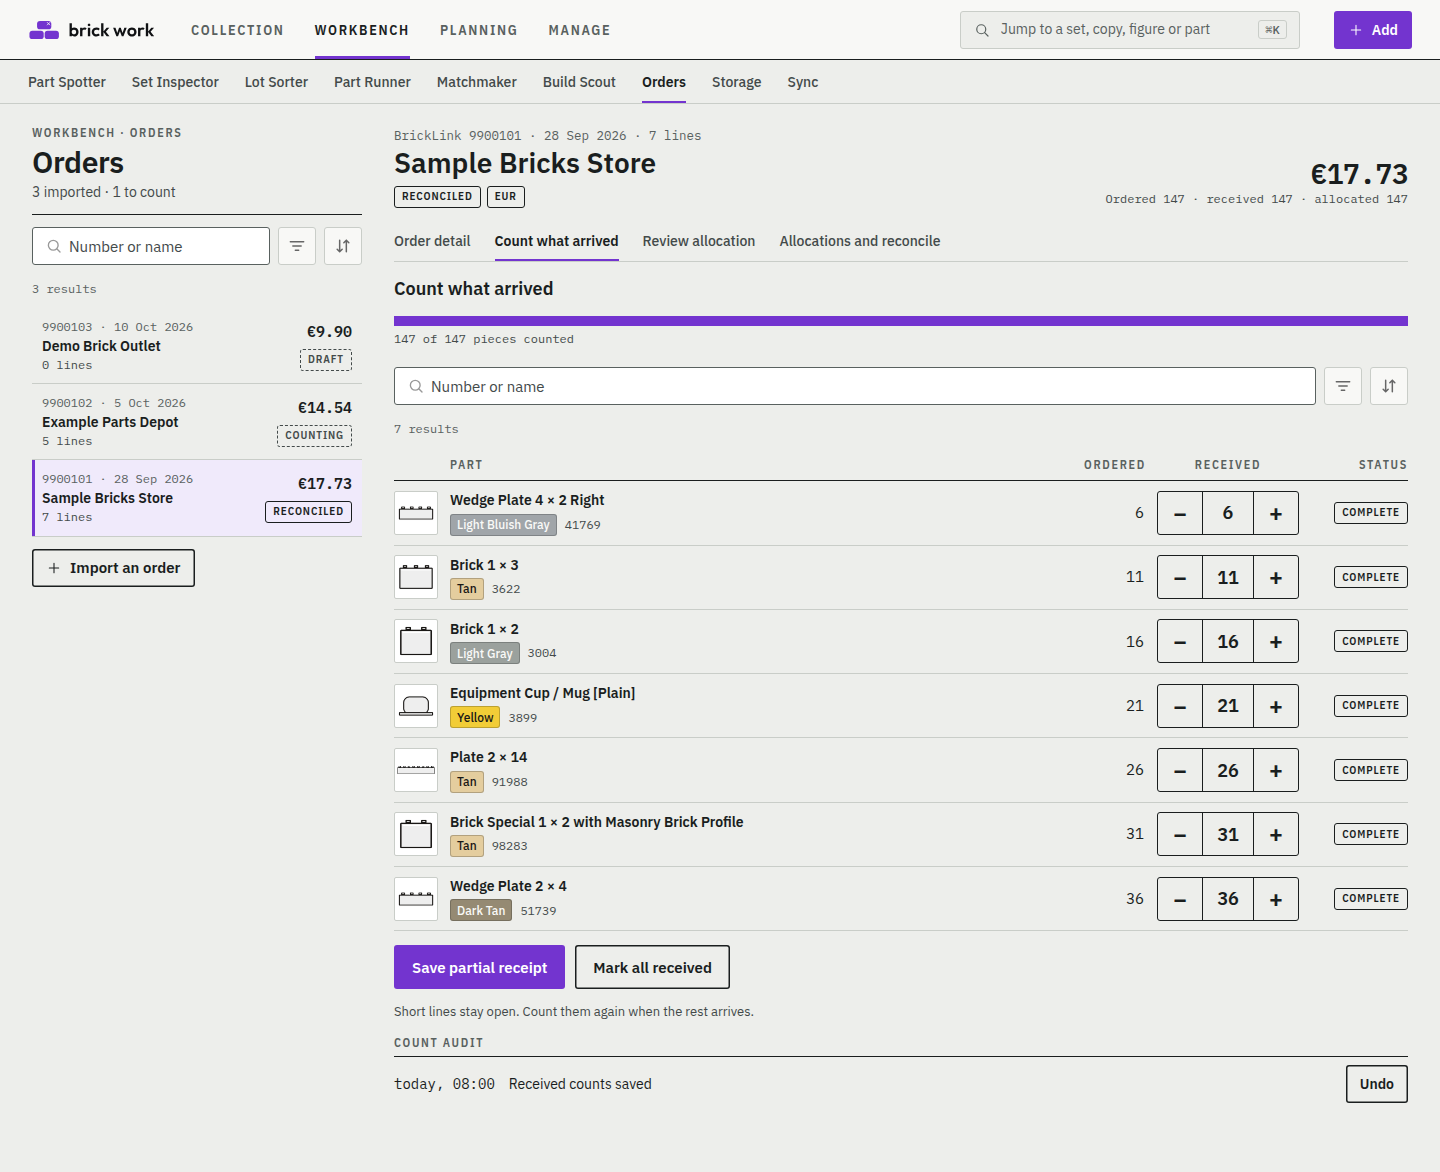 brick work
COLLECTION
WORKBENCH
PLANNING
MANAGE
Jump to a set, copy, figure or part
⌘K
Add
Part Spotter
Set Inspector
Lot Sorter
Part Runner
Matchmaker
Build Scout
Orders
Storage
Sync
WORKBENCH · ORDERS
Orders
3 imported · 1 to count
Number or name
3 results
9900103 · 10 Oct 2026
€9.90
Demo Brick Outlet
DRAFT
0 lines
9900102 · 5 Oct 2026
€14.54
Example Parts Depot
COUNTING
5 lines
9900101 · 28 Sep 2026
€17.73
Sample Bricks Store
RECONCILED
7 lines
+ Import an order
BrickLink 9900101 · 28 Sep 2026 · 7 lines
Sample Bricks Store
RECONCILED
EUR
€17.73
Ordered 147 · received 147 · allocated 147
Order detail
Count what arrived
Review allocation
Allocations and reconcile
Count what arrived
147 of 147 pieces counted
Number or name
7 results
PART
ORDERED
RECEIVED
STATUS
Wedge Plate 4 × 2 Right
Light Bluish Gray 41769
6
− 6 +
COMPLETE
Brick 1 × 3
Tan 3622
11
− 11 +
COMPLETE
Brick 1 × 2
Light Gray 3004
16
− 16 +
COMPLETE
Equipment Cup / Mug [Plain]
Yellow 3899
21
− 21 +
COMPLETE
Plate 2 × 14
Tan 91988
26
− 26 +
COMPLETE
Brick Special 1 × 2 with Masonry Brick Profile
Tan 98283
31
− 31 +
COMPLETE
Wedge Plate 2 × 4
Dark Tan 51739
36
− 36 +
COMPLETE
Save partial receipt
Mark all received
Short lines stay open. Count them again when the rest arrives.
COUNT AUDIT
today, 08:00 Received counts saved
Undo